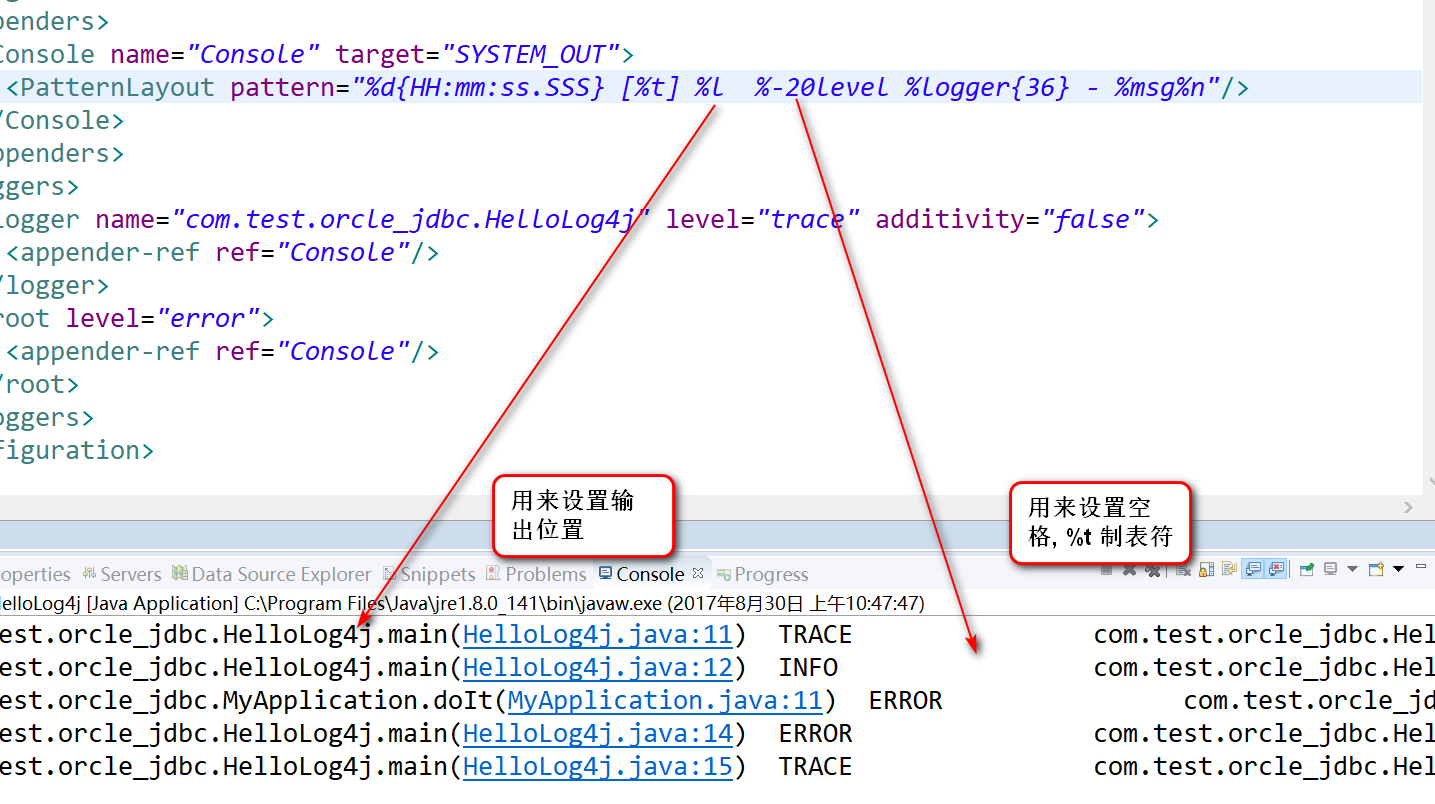 penders>
Console name="Console" target="SYSTEM_OUT">
<PatternLayout pattern="%d{HH:mm:ss.SSS} [%t] %l  %-20level %logger{36} - %msg%n"/>
/Console>
ppenders>
ggers>
logger name="com.test.orcle_jdbc.HelloLog4j" level="trace" additivity="false">
<appender-ref ref="Console"/>
/logger>
root level="error">
<appender-ref ref="Console"/>
/root>
oggers>
figuration>
用来设置输
出位置
用来设置空
格, %t 制表符
roperties Servers Data Source Explorer Snippets Problems Console Progress
HelloLog4j [Java Application] C:\Program Files\Java\jre1.8.0_141\bin\javaw.exe (2017年8月30日 上午10:47:47)
test.orcle_jdbc.HelloLog4j.main(HelloLog4j.java:11)  TRACE                com.test.orcle_jdbc.Hel
test.orcle_jdbc.HelloLog4j.main(HelloLog4j.java:12)  INFO                 com.test.orcle_jdbc.Hel
test.orcle_jdbc.MyApplication.doIt(MyApplication.java:11)  ERROR                com.test.orcle_jd
test.orcle_jdbc.HelloLog4j.main(HelloLog4j.java:14)  ERROR                com.test.orcle_jdbc.Hel
test.orcle_jdbc.HelloLog4j.main(HelloLog4j.java:15)  TRACE                com.test.orcle_jdbc.Hel